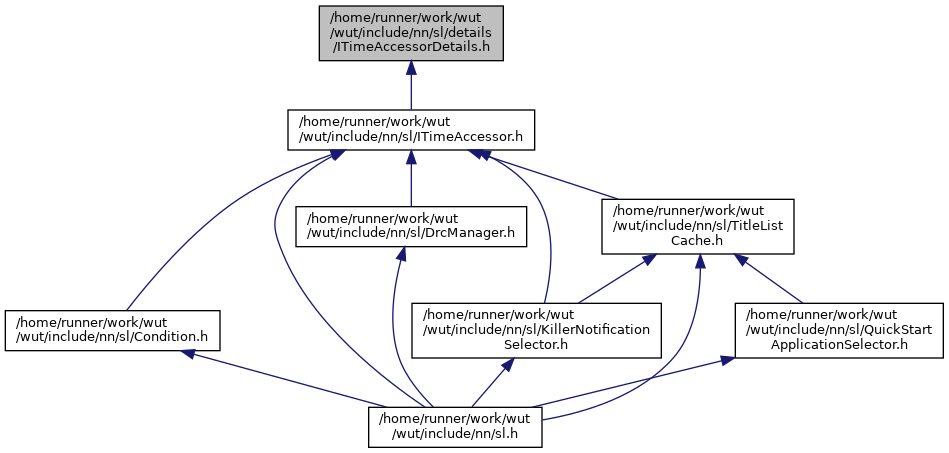 /home/runner/work/wut
/wut/include/nn/sl/details
/ITimeAccessorDetails.h
/home/runner/work/wut
/wut/include/nn/sl/ITimeAccessor.h
/home/runner/work/wut
/wut/include/nn/sl/DrcManager.h
/home/runner/work/wut
/wut/include/nn/sl/TitleList
Cache.h
/home/runner/work/wut
/wut/include/nn/sl/Condition.h
/home/runner/work/wut
/wut/include/nn/sl/KillerNotification
Selector.h
/home/runner/work/wut
/wut/include/nn/sl/QuickStart
ApplicationSelector.h
/home/runner/work/wut
/wut/include/nn/sl.h